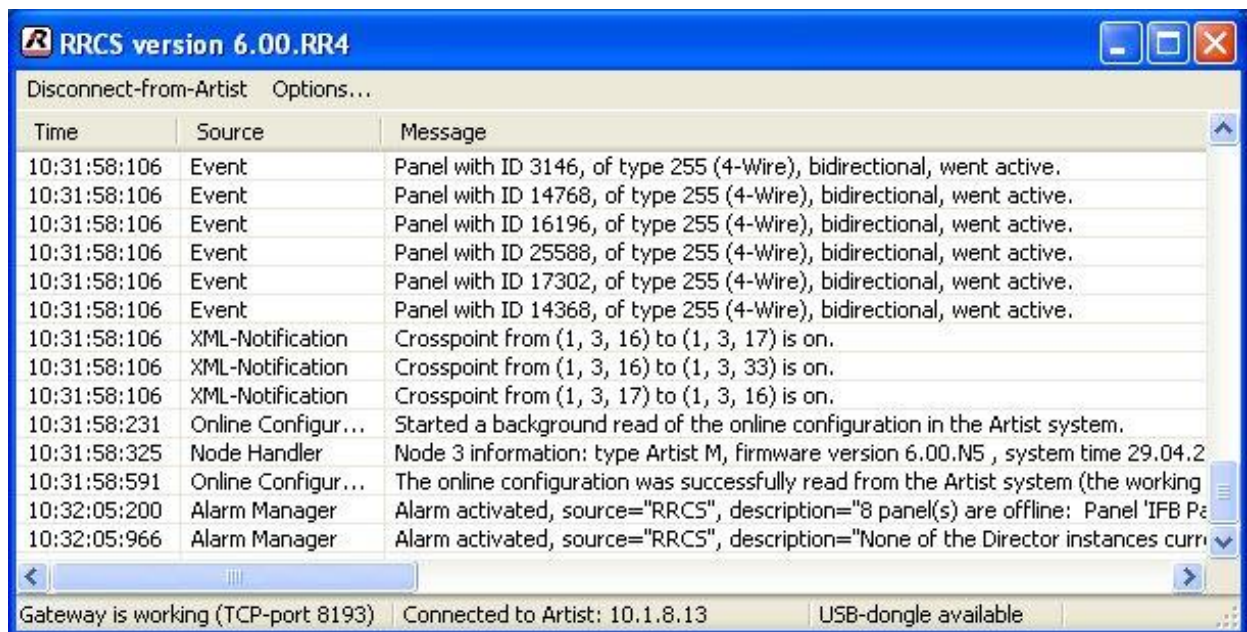 RRCS version 6.00.RR4
Disconnect-from-Artist Options...
Time Source Message
10:31:58:106 Event Panel with ID 3146, of type 255 (4-Wire), bidirectional, went active.
10:31:58:106 Event Panel with ID 14768, of type 255 (4-Wire), bidirectional, went active.
10:31:58:106 Event Panel with ID 16196, of type 255 (4-Wire), bidirectional, went active.
10:31:58:106 Event Panel with ID 25588, of type 255 (4-Wire), bidirectional, went active.
10:31:58:106 Event Panel with ID 17302, of type 255 (4-Wire), bidirectional, went active.
10:31:58:106 Event Panel with ID 14368, of type 255 (4-Wire), bidirectional, went active.
10:31:58:106 XML-Notification Crosspoint from (1, 3, 16) to (1, 3, 17) is on.
10:31:58:106 XML-Notification Crosspoint from (1, 3, 16) to (1, 3, 33) is on.
10:31:58:106 XML-Notification Crosspoint from (1, 3, 17) to (1, 3, 16) is on.
10:31:58:231 Online Configur... Started a background read of the online configuration in the Artist system.
10:31:58:325 Node Handler Node 3 information: type Artist M, firmware version 6.00.N5 , system time 29.04.2
10:31:58:591 Online Configur... The online configuration was successfully read from the Artist system (the working
10:32:05:200 Alarm Manager Alarm activated, source="RRCS", description="8 panel(s) are offline: Panel 'IFB Pa
10:32:05:966 Alarm Manager Alarm activated, source="RRCS", description="None of the Director instances curr
Gateway is working (TCP-port 8193) Connected to Artist: 10.1.8.13 USB-dongle available